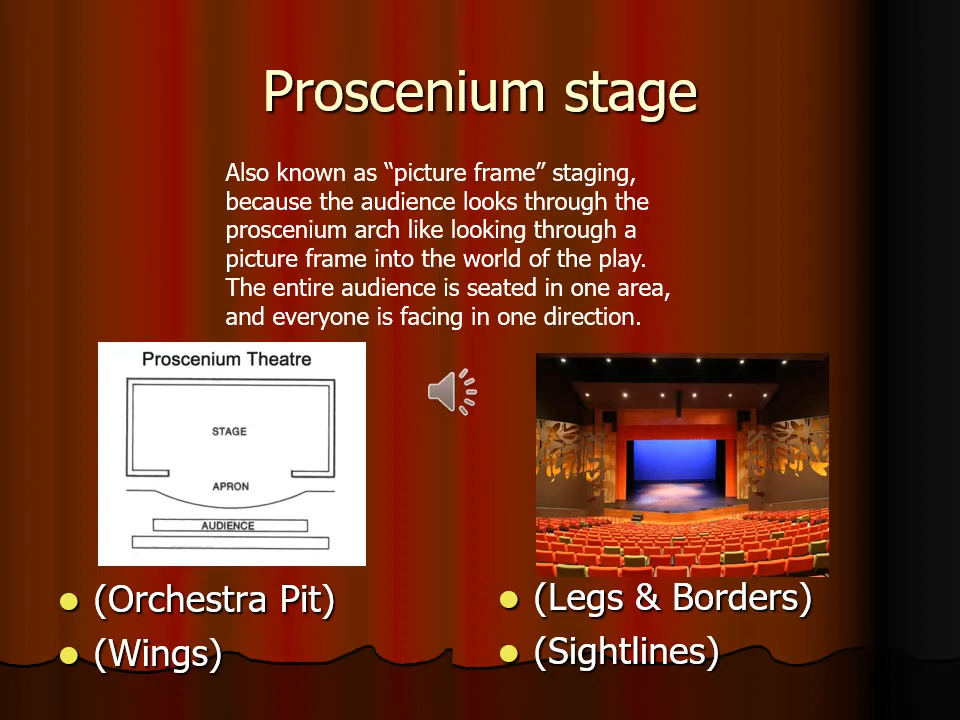 Proscenium stage
Also known as “picture frame” staging,
because the audience looks through the
proscenium arch like looking through a
picture frame into the world of the play.
The entire audience is seated in one area,
and everyone is facing in one direction.
Proscenium Theatre
STAGE
APRON
AUDIENCE
(Orchestra Pit)
(Wings)
(Legs & Borders)
(Sightlines)